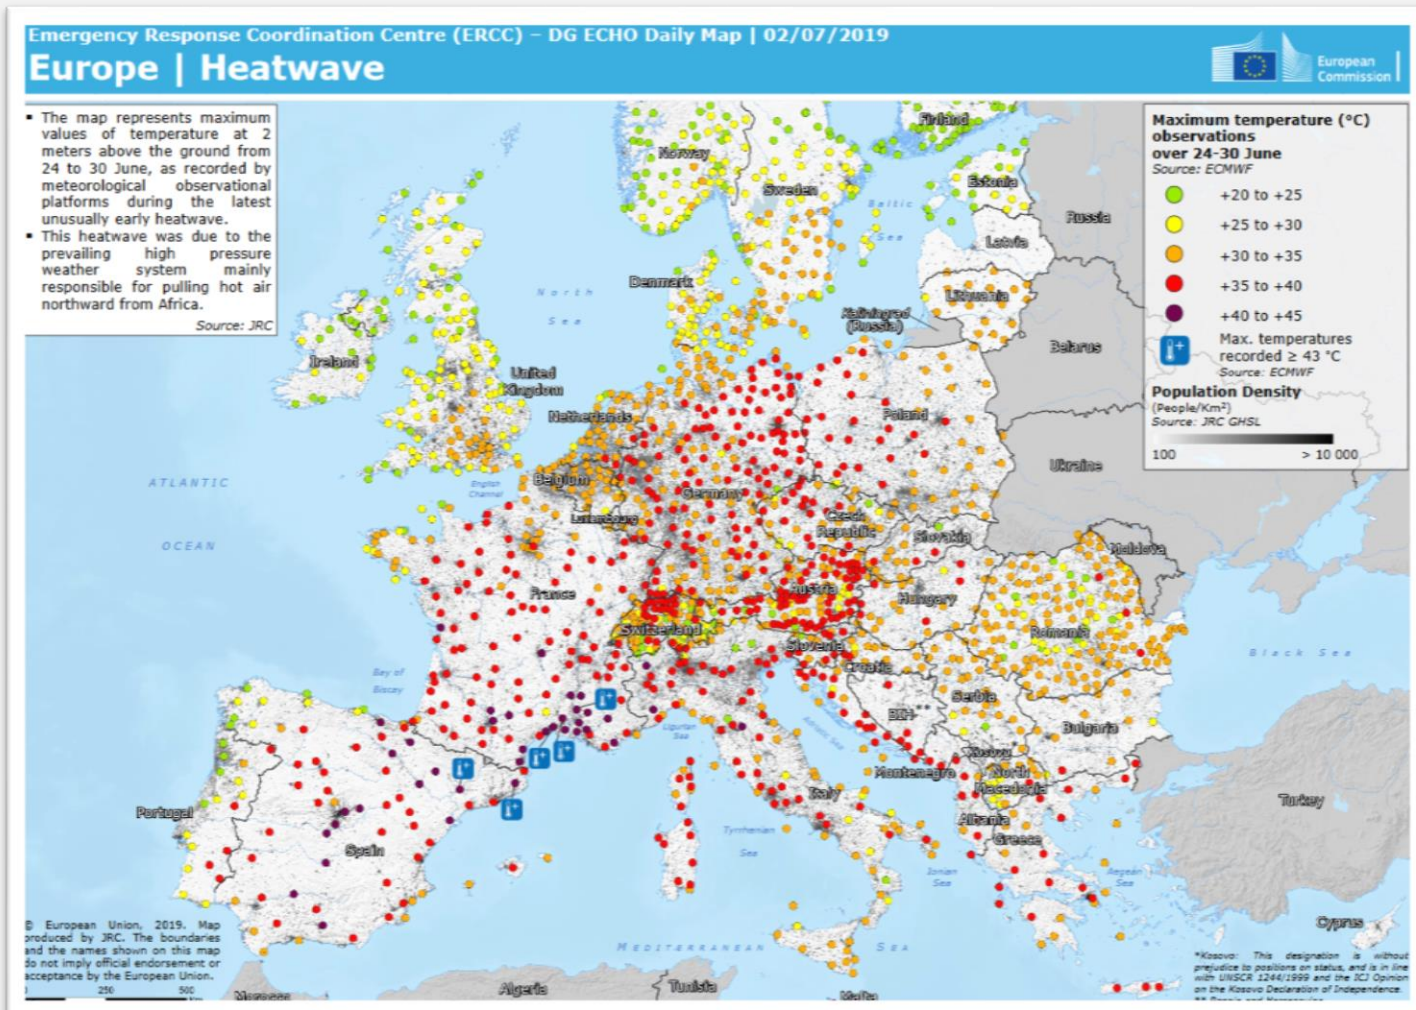 Emergency Response Coordination Centre (ERCC) – DG ECHO Daily Map | 02/07/2019
Europe | Heatwave
European
Commission
▪ The map represents maximum
values of temperature at 2
meters above the ground from
24 to 30 June, as recorded by
meteorological observational
platforms during the latest
unusually early heatwave.
▪ This heatwave was due to the
prevailing high pressure
weather system mainly
responsible for pulling hot air
northward from Africa.
Source: JRC
Maximum temperature (°C)
observations
over 24-30 June
Source: ECMWF
+20 to +25
+25 to +30
+30 to +35
+35 to +40
+40 to +45
Max. temperatures
recorded ≥ 43 °C
Source: ECMWF
Population Density
(People/Km²)
Source: JRC GHSL
100 > 10 000
Finland
Norway
Sweden
Estonia
Baltic
Sea
Russia
Latvia
Denmark
Lithuania
North
Sea
Kaliningrad
(Russia)
Belarus
Ireland
United
Kingdom
Netherlands
Poland
Ukraine
ATLANTIC
OCEAN
English
Channel
Belgium
Germany
Luxembourg
Czech
Republic
Slovakia
Moldova
France
Austria
Hungary
Switzerland
Romania
Slovenia
Croatia
Black Sea
Bay of
Biscay
Serbia
BIH**
Ligurian
Sea
Adriatic Sea
Bulgaria
Kosovo
Montenegro
North
Macedonia
Italy
Portugal
Albania
Turkey
Tyrrhenian
Sea
Greece
Spain
Ionian
Sea
Aegean
Sea
Cyprus
MEDITERRANEAN SEA
© European Union, 2019. Map
produced by JRC. The boundaries
and the names shown on this map
do not imply official endorsement or
acceptance by the European Union.
250 500
Km
Morocco
Algeria
Tunisia
Malta
*Kosovo: This designation is without
prejudice to positions on status, and is in line
with UNSCR 1244/1999 and the ICJ Opinion
on the Kosovo Declaration of Independence.
** Bosnia and Herzegovina